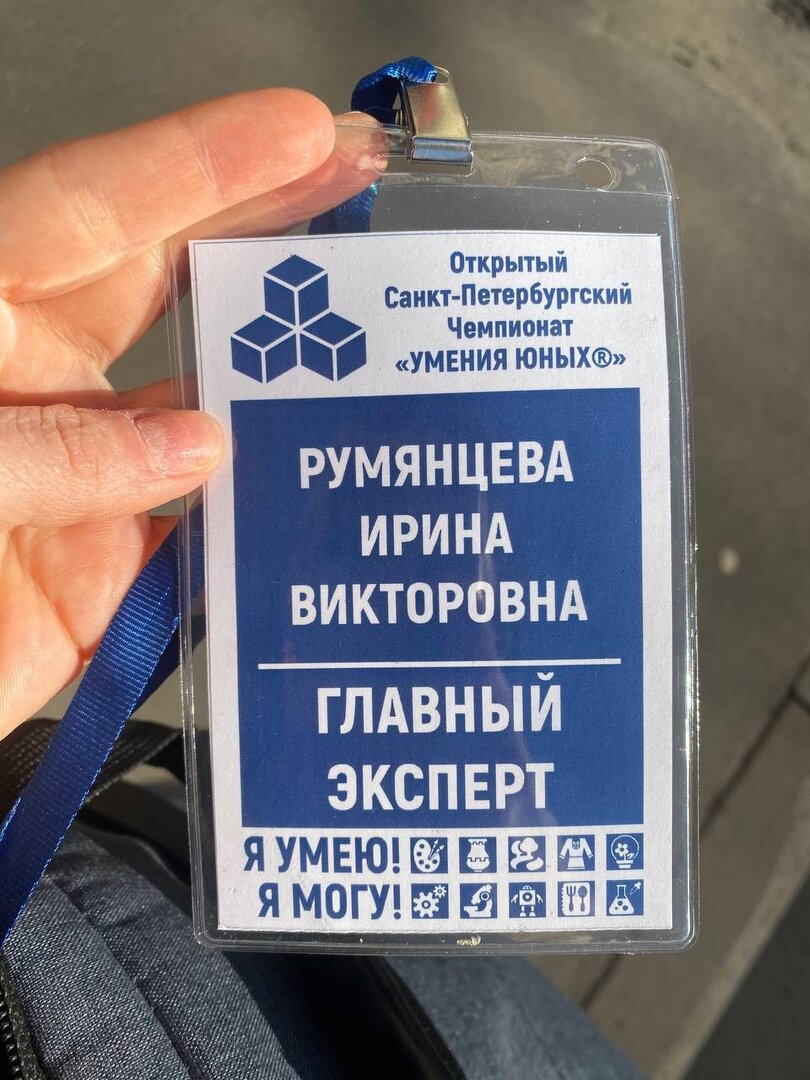 Открытый
Санкт-Петербургский
Чемпионат
«УМЕНИЯ ЮНЫХ®»
РУМЯНЦЕВА
ИРИНА
ВИКТОРОВНА
ГЛАВНЫЙ
ЭКСПЕРТ
Я УМЕЮ!
Я МОГУ!